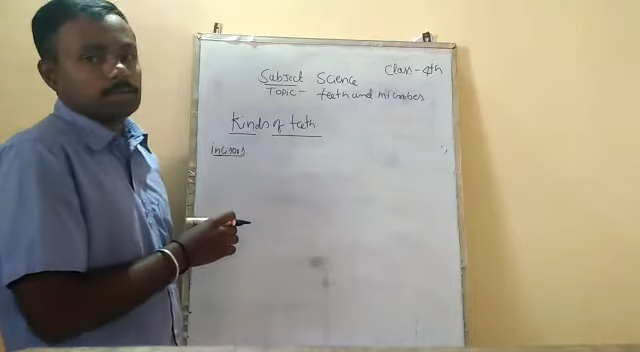 Class-4th
Subject Science
TOPIC- teeth and microbes
Kinds of teeth
incisors